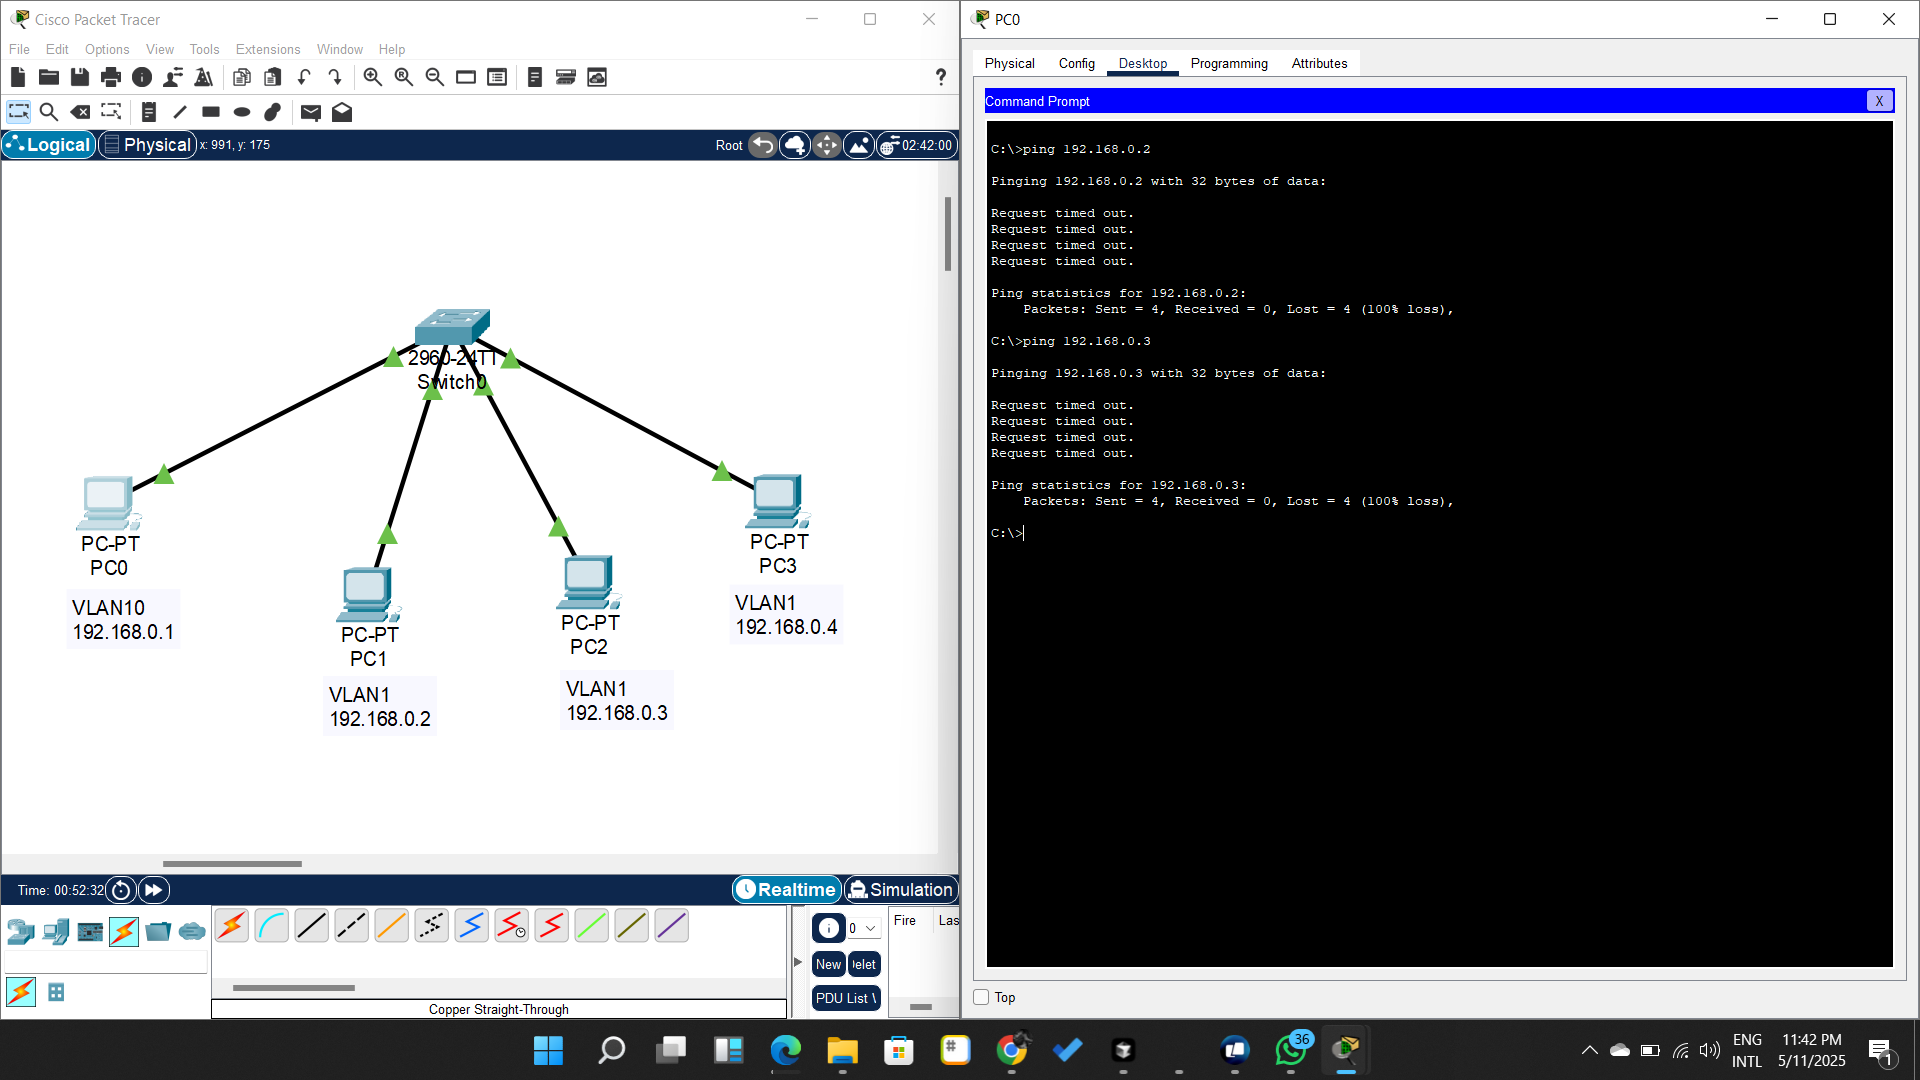 Cisco Packet Tracer
File Edit Options View Tools Extensions Window Help
?
Logical Physical x: 991, y: 175 Root 02:42:00
2960-24TT
Switch0
PC-PT
PC0
VLAN10
192.168.0.1
PC-PT
PC1
VLAN1
192.168.0.2
PC-PT
PC2
VLAN1
192.168.0.3
PC-PT
PC3
VLAN1
192.168.0.4
Time: 00:52:32 Realtime Simulation
0
Fire Las
New elet
PDU List
Copper Straight-Through
PC0
Physical Config Desktop Programming Attributes
Command Prompt X
C:\>ping 192.168.0.2
Pinging 192.168.0.2 with 32 bytes of data:
Request timed out.
Request timed out.
Request timed out.
Request timed out.
Ping statistics for 192.168.0.2:
Packets: Sent = 4, Received = 0, Lost = 4 (100% loss),
C:\>ping 192.168.0.3
Pinging 192.168.0.3 with 32 bytes of data:
Request timed out.
Request timed out.
Request timed out.
Request timed out.
Ping statistics for 192.168.0.3:
Packets: Sent = 4, Received = 0, Lost = 4 (100% loss),
C:\>
Top
36
ENG
INTL
11:42 PM
5/11/2025
1